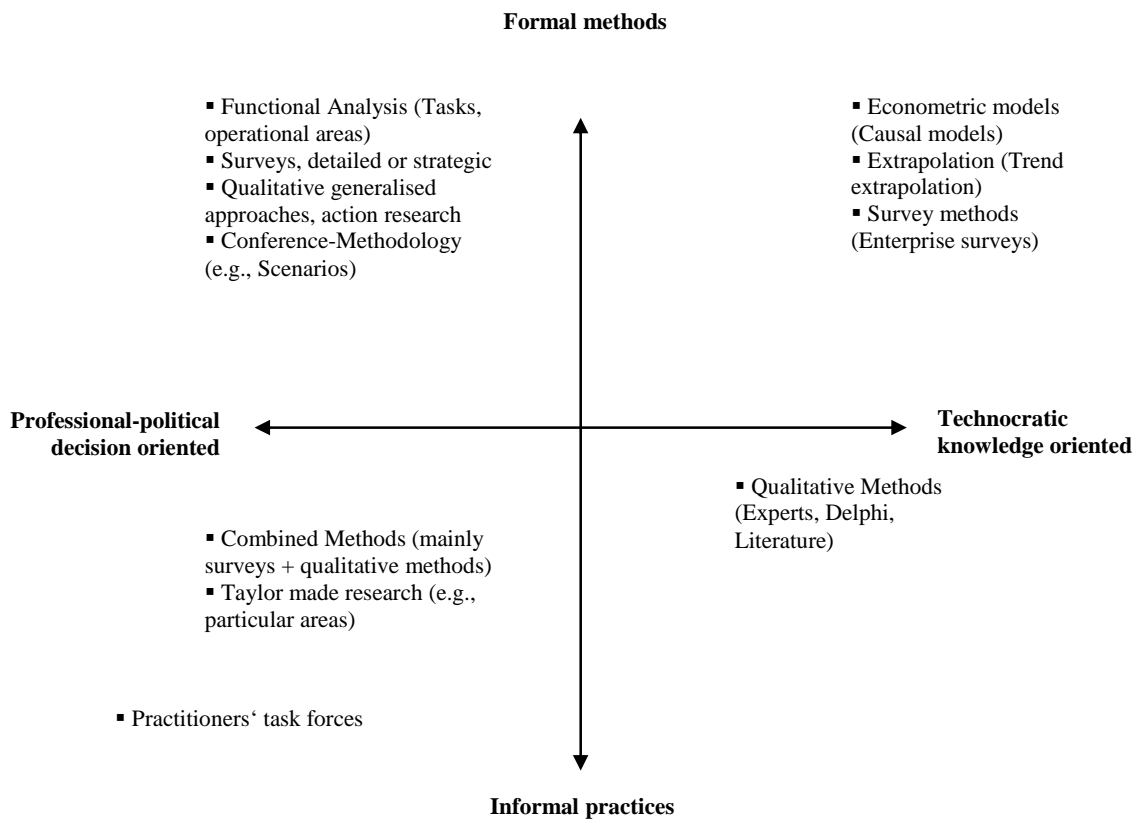 Formal methods
▪ Functional Analysis (Tasks,
operational areas)
▪ Surveys, detailed or strategic
▪ Qualitative generalised
approaches, action research
▪ Conference-Methodology
(e.g., Scenarios)
▪ Econometric models
(Causal models)
▪ Extrapolation (Trend
extrapolation)
▪ Survey methods
(Enterprise surveys)
Professional-political
decision oriented
Technocratic
knowledge oriented
▪ Qualitative Methods
(Experts, Delphi,
Literature)
▪ Combined Methods (mainly
surveys + qualitative methods)
▪ Taylor made research (e.g.,
particular areas)
▪ Practitioners‘ task forces
Informal practices